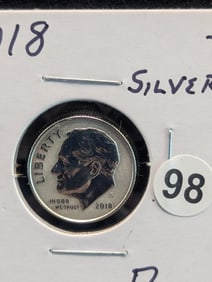 018
SILVER
LIBERTY
IN GOD
WE TRUST
2018
S
98